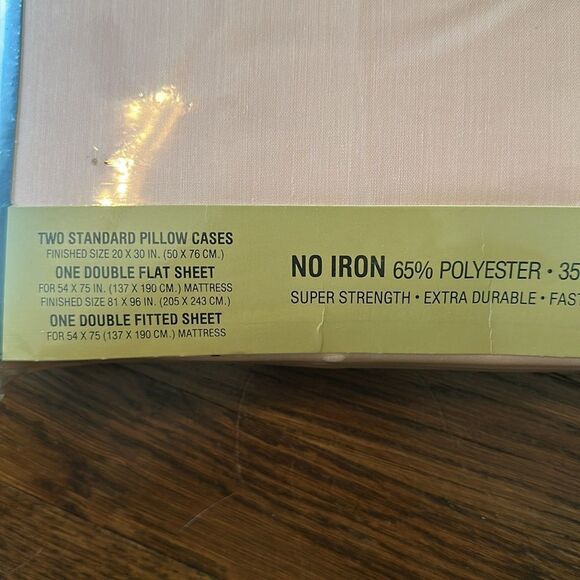 TWO STANDARD PILLOW CASES
FINISHED SIZE 20 X 30 IN. (50 X 76 CM.)
ONE DOUBLE FLAT SHEET
FOR 54 X 75 IN. (137 X 190 CM.) MATTRESS
FINISHED SIZE 81 X 96 IN. (205 X 243 CM.)
ONE DOUBLE FITTED SHEET
FOR 54 X 75 (137 X 190 CM.) MATTRESS
NO IRON 65% POLYESTER • 35
SUPER STRENGTH • EXTRA DURABLE • FAST